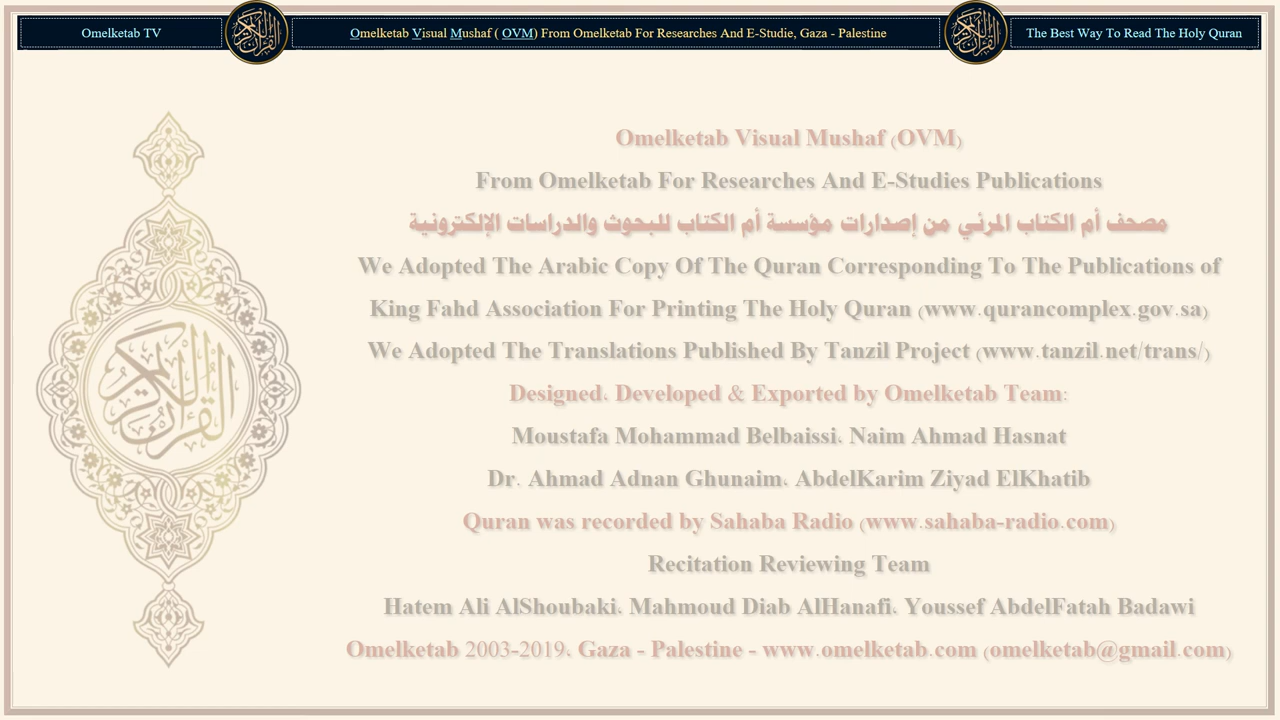 Omelketab TV
Omelketab Visual Mushaf ( OVM) From Omelketab For Researches And E-Studie, Gaza - Palestine
The Best Way To Read The Holy Quran
Omelketab Visual Mushaf (OVM)
From Omelketab For Researches And E-Studies Publications
مصحف أم الكتاب المرئي من إصدارات مؤسسة أم الكتاب للبحوث والدراسات الإلكترونية
We Adopted The Arabic Copy Of The Quran Corresponding To The Publications of
King Fahd Association For Printing The Holy Quran (www.qurancomplex.gov.sa)
We Adopted The Translations Published By Tanzil Project (www.tanzil.net/trans/)
Designed، Developed & Exported by Omelketab Team:
Moustafa Mohammad Belbaissi، Naim Ahmad Hasnat
Dr. Ahmad Adnan Ghunaim، AbdelKarim Ziyad ElKhatib
Quran was recorded by Sahaba Radio (www.sahaba-radio.com)
Recitation Reviewing Team
Hatem Ali AlShoubaki، Mahmoud Diab AlHanafi، Youssef AbdelFatah Badawi
Omelketab 2003-2019، Gaza - Palestine - www.omelketab.com (omelketab@gmail.com)
القرآن الكريم